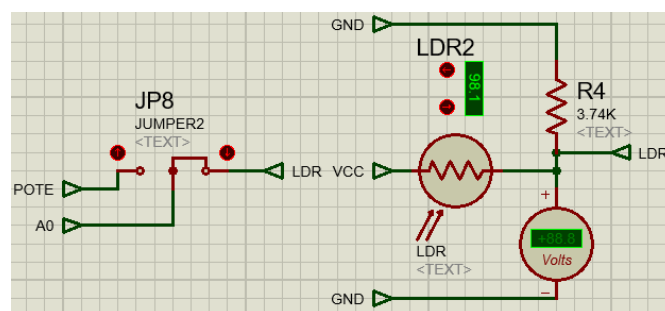 GND
LDR2
98.1
R4
3.74K
<TEXT>
LDR
JP8
JUMPER2
<TEXT>
POTE
A0
LDR
VCC
LDR
<TEXT>
+
+88.8
Volts
−
GND